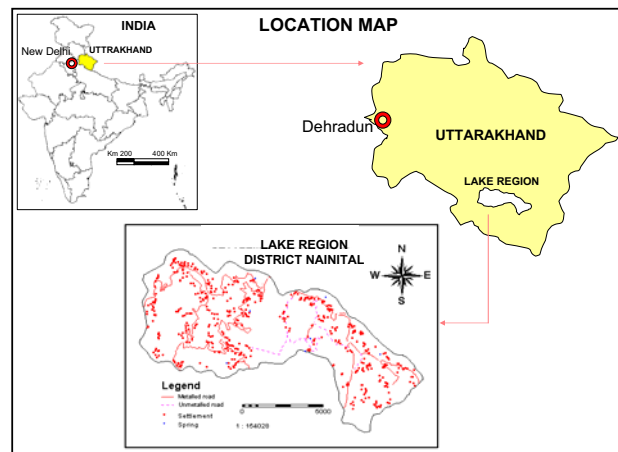 LOCATION MAP
INDIA
New Delhi
UTTRAKHAND
Km 200 400 Km
Dehradun
UTTARAKHAND
LAKE REGION
LAKE REGION
DISTRICT NAINITAL
N
W E
S
Legend
Metalled road
Unmetalled road
Settlement
Spring
0 5000
1 : 164028